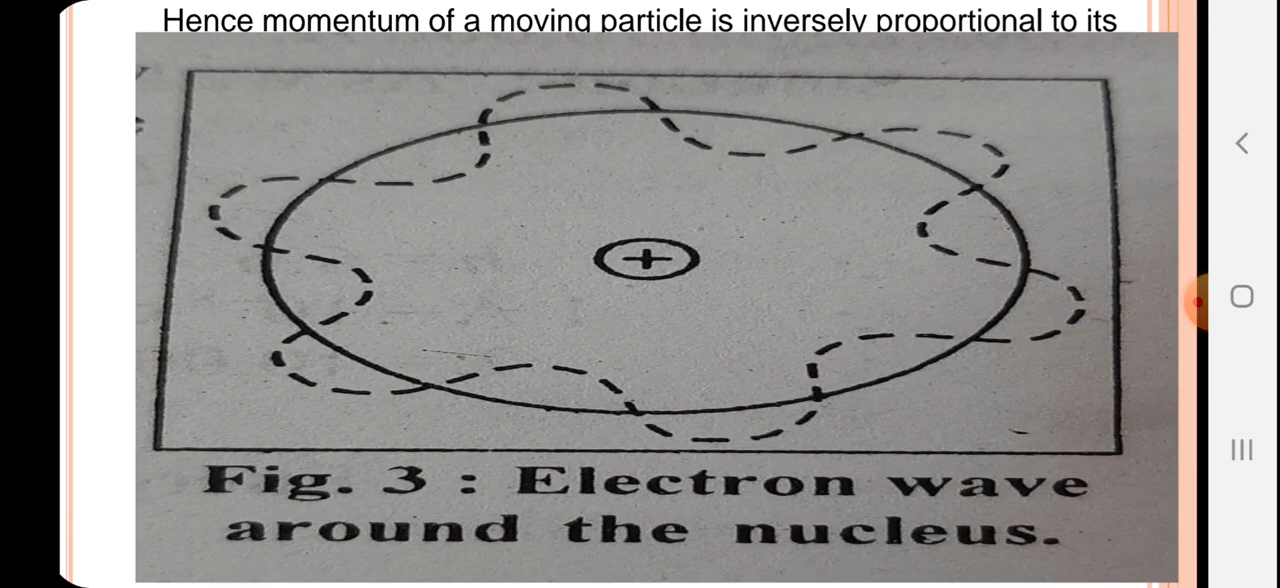 Hence momentum of a moving particle is inversely proportional to its
+
Fig. 3 : Electron wave
around the nucleus.